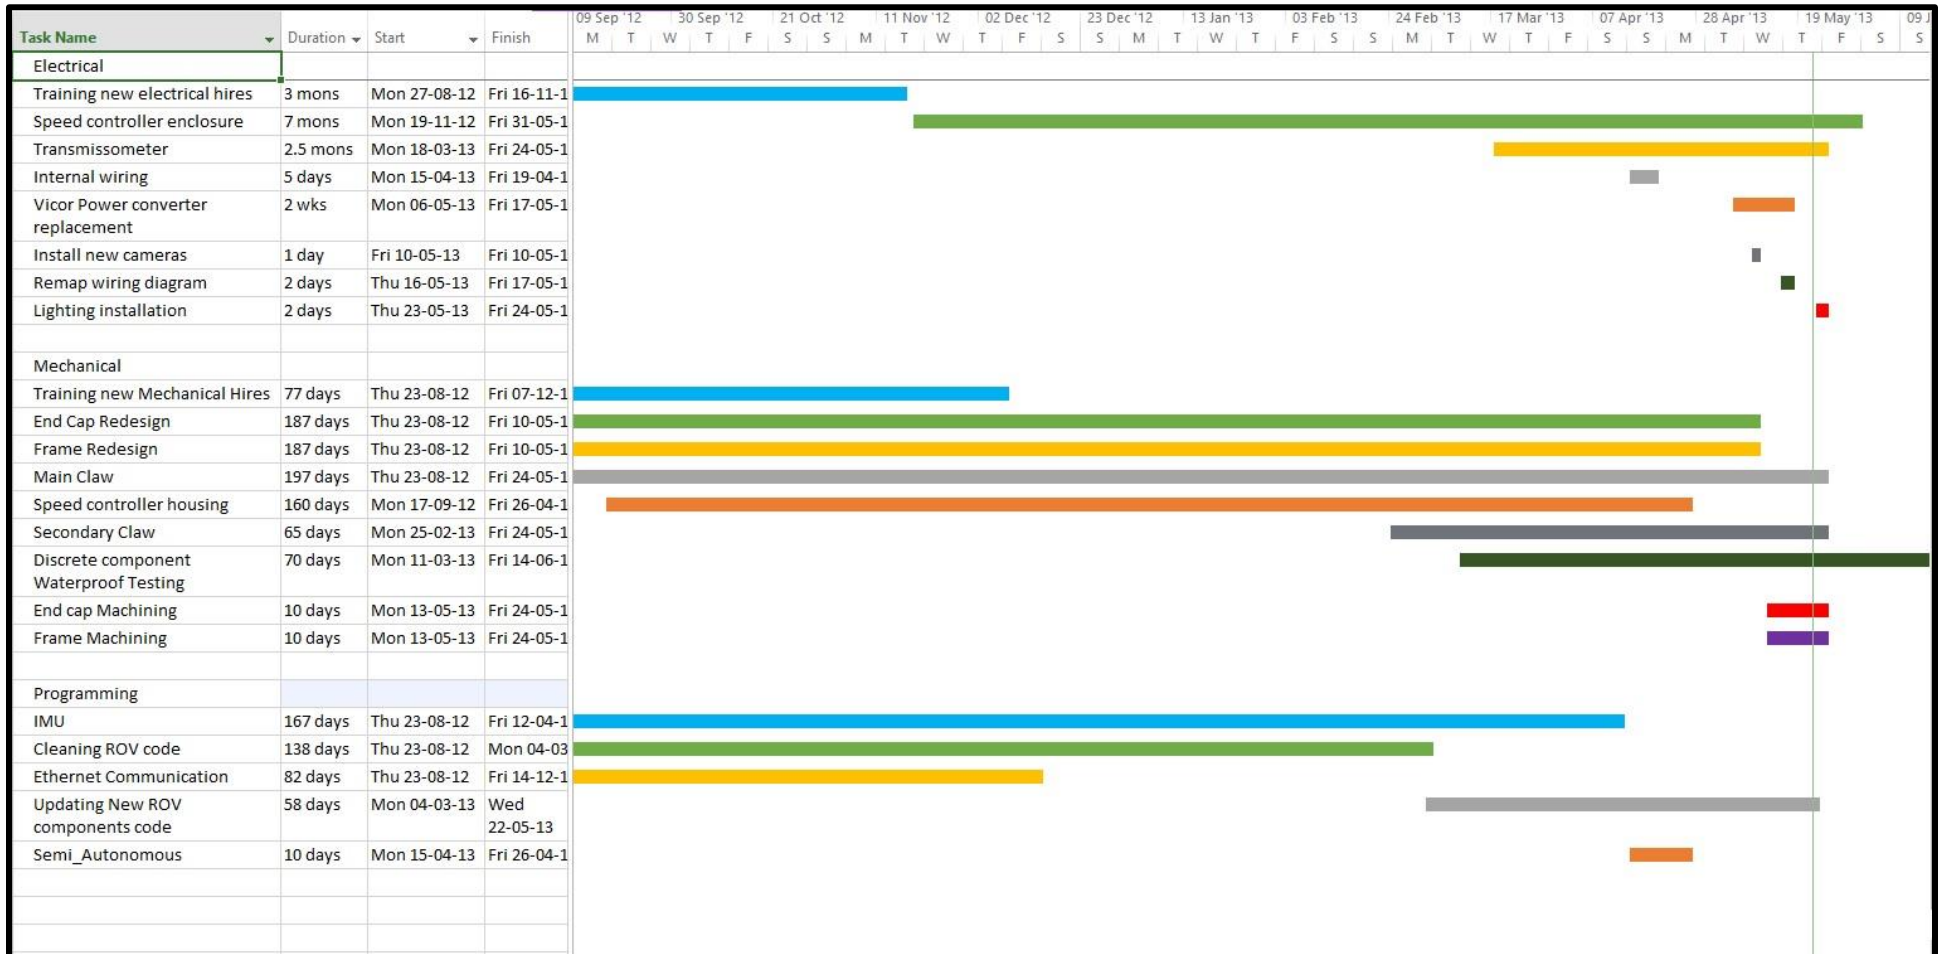 09 Sep '12 30 Sep '12 21 Oct '12 11 Nov '12 02 Dec '12 23 Dec '12 13 Jan '13 03 Feb '13 24 Feb '13 17 Mar '13 07 Apr '13 28 Apr '13 19 May '13 09 J
Task Name Duration Start Finish M T W T F S S M T W T F S S M T W T F S S M T W T F S S M T W T F S S
Electrical
Training new electrical hires 3 mons Mon 27-08-12 Fri 16-11-1
Speed controller enclosure 7 mons Mon 19-11-12 Fri 31-05-1
Transmissometer 2.5 mons Mon 18-03-13 Fri 24-05-1
Internal wiring 5 days Mon 15-04-13 Fri 19-04-1
Vicor Power converter 2 wks Mon 06-05-13 Fri 17-05-1
replacement
Install new cameras 1 day Fri 10-05-13 Fri 10-05-1
Remap wiring diagram 2 days Thu 16-05-13 Fri 17-05-1
Lighting installation 2 days Thu 23-05-13 Fri 24-05-1
Mechanical
Training new Mechanical Hires 77 days Thu 23-08-12 Fri 07-12-1
End Cap Redesign 187 days Thu 23-08-12 Fri 10-05-1
Frame Redesign 187 days Thu 23-08-12 Fri 10-05-1
Main Claw 197 days Thu 23-08-12 Fri 24-05-1
Speed controller housing 160 days Mon 17-09-12 Fri 26-04-1
Secondary Claw 65 days Mon 25-02-13 Fri 24-05-1
Discrete component 70 days Mon 11-03-13 Fri 14-06-1
Waterproof Testing
End cap Machining 10 days Mon 13-05-13 Fri 24-05-1
Frame Machining 10 days Mon 13-05-13 Fri 24-05-1
Programming
IMU 167 days Thu 23-08-12 Fri 12-04-1
Cleaning ROV code 138 days Thu 23-08-12 Mon 04-03
Ethernet Communication 82 days Thu 23-08-12 Fri 14-12-1
Updating New ROV 58 days Mon 04-03-13 Wed
components code 22-05-13
Semi_Autonomous 10 days Mon 15-04-13 Fri 26-04-1